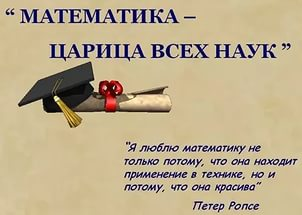 “ МАТЕМАТИКА –
ЦАРИЦА ВСЕХ НАУК ”
“Я люблю математику не
только потому, что она находит
применение в технике, но и
потому, что она красива”
Петер Ропсе